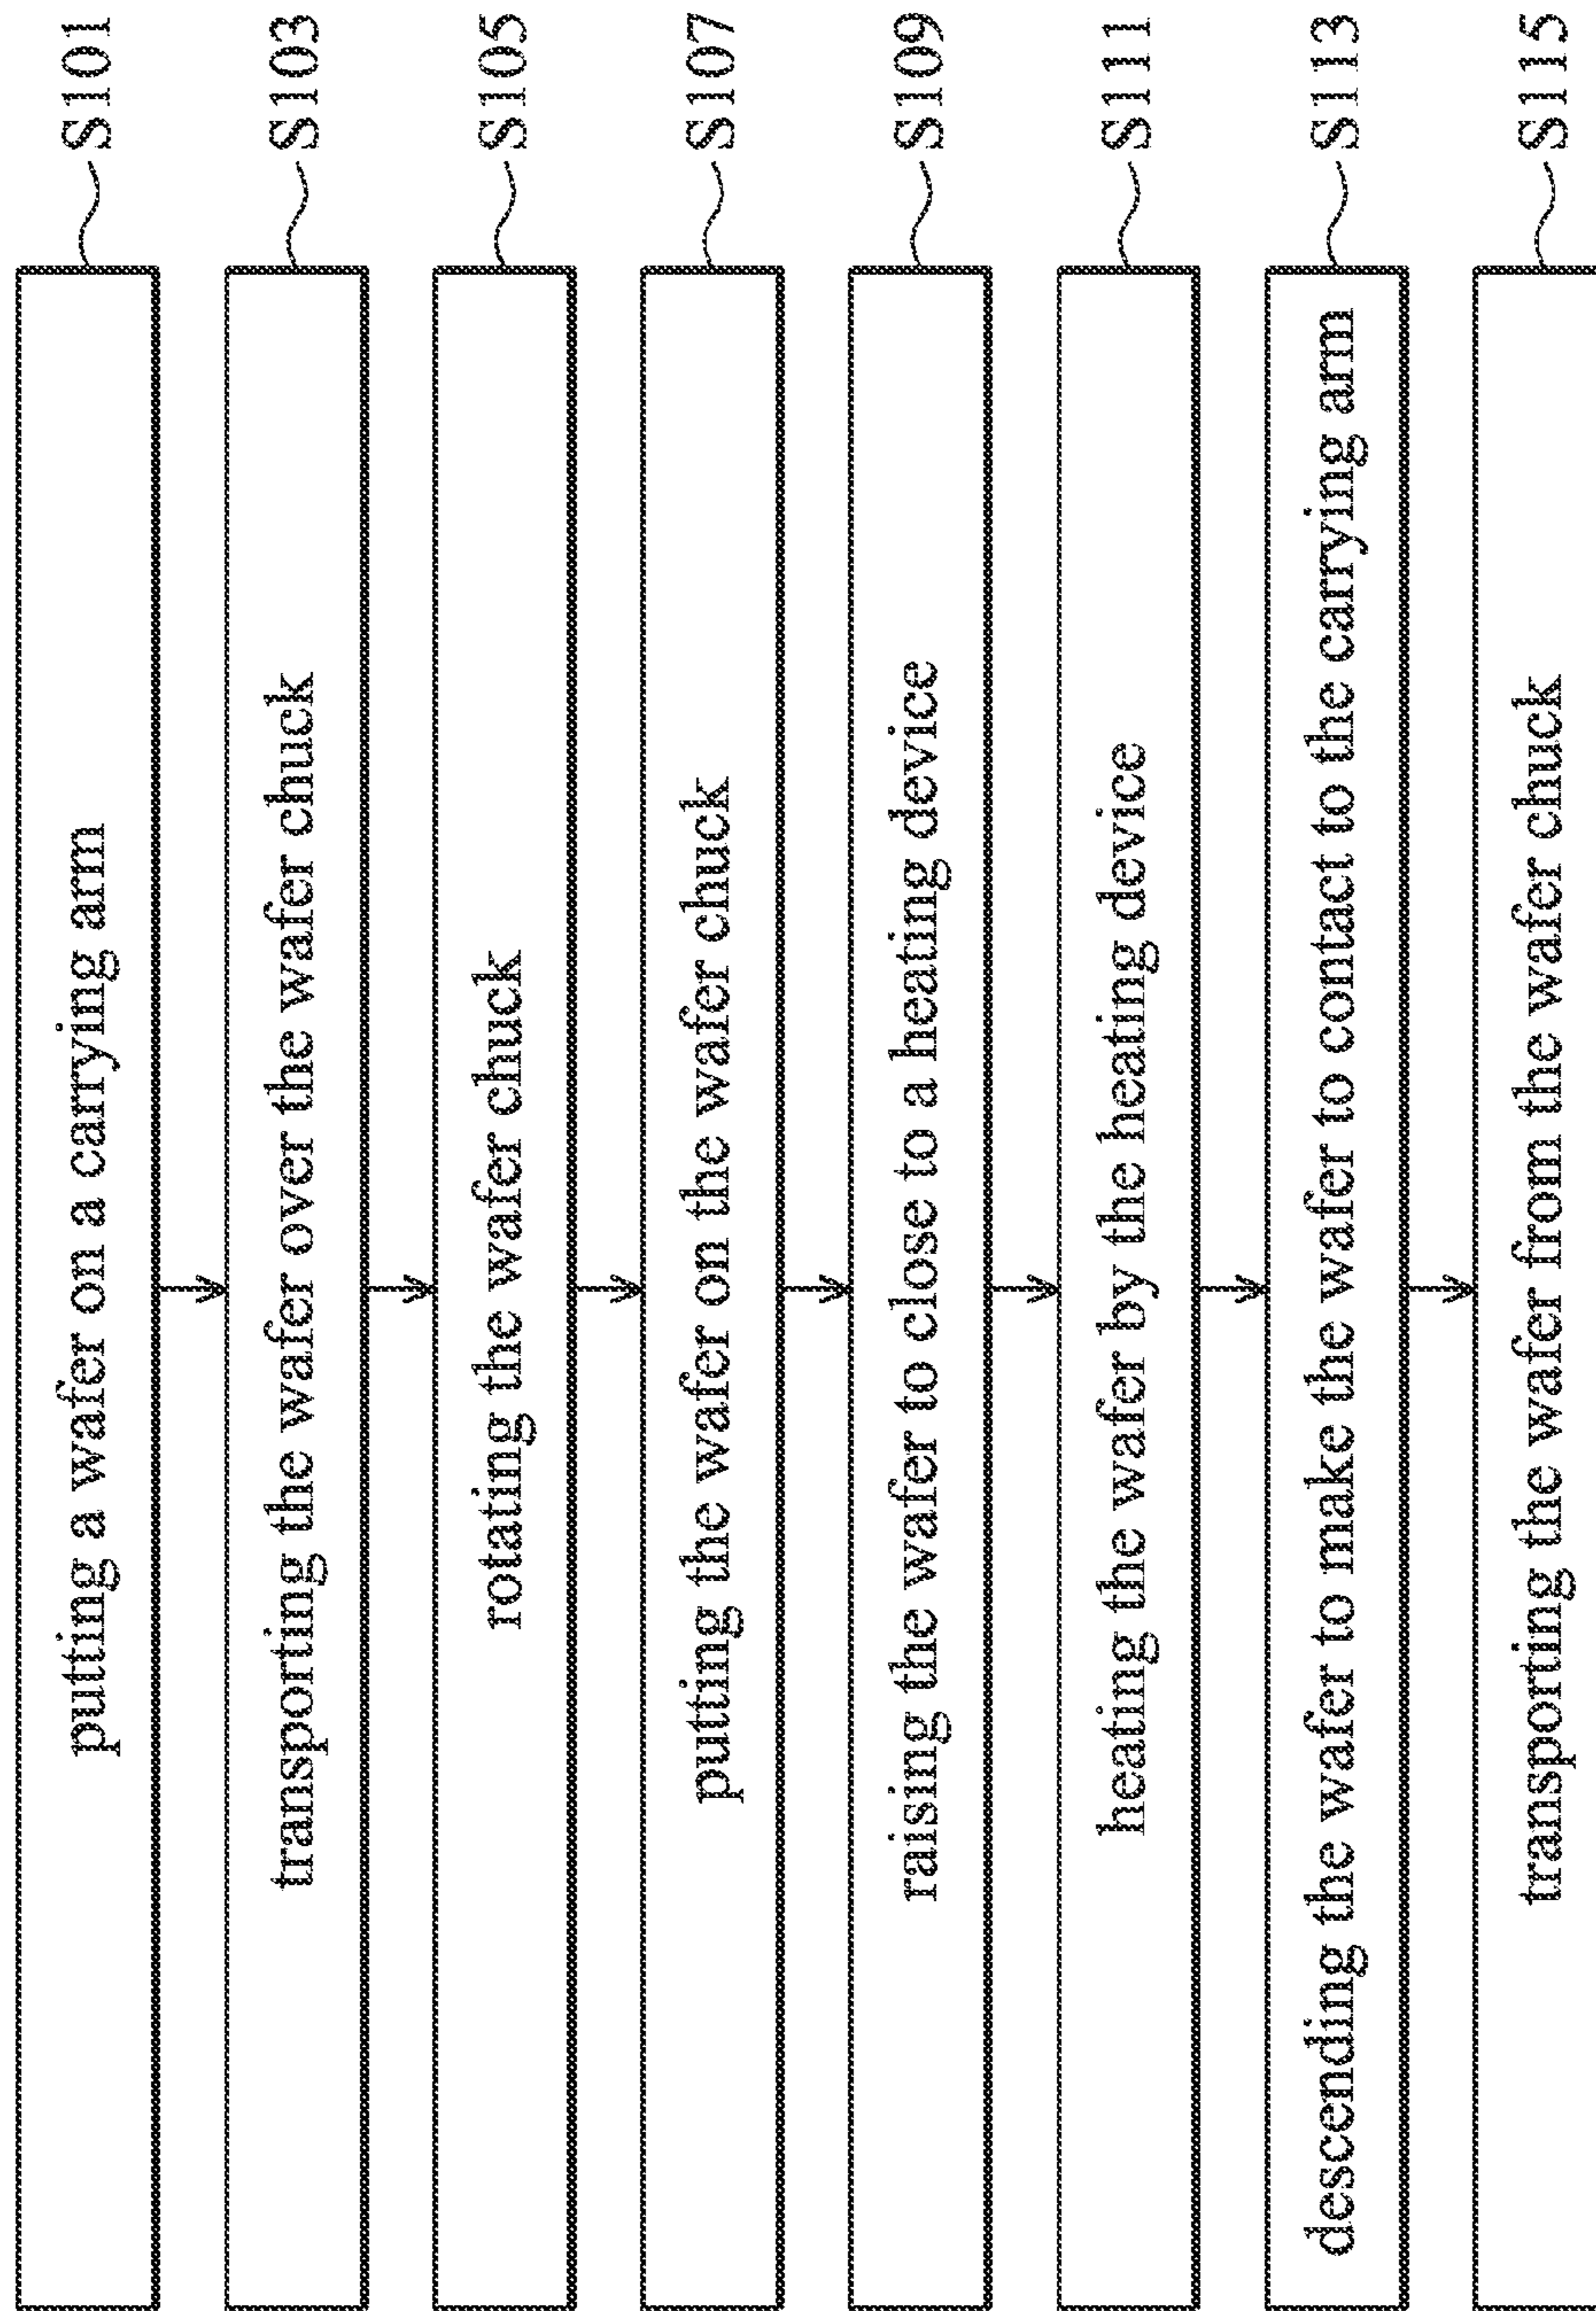 putting a wafer on a carrying arm S101
transporting the wafer over the wafer chuck S103
rotating the wafer chuck S105
putting the wafer on the wafer chuck S107
raising the wafer to close to a heating device S109
heating the wafer by the heating device S111
descending the wafer to make the wafer to contact to the carrying arm S113
transporting the wafer from the wafer chuck S115